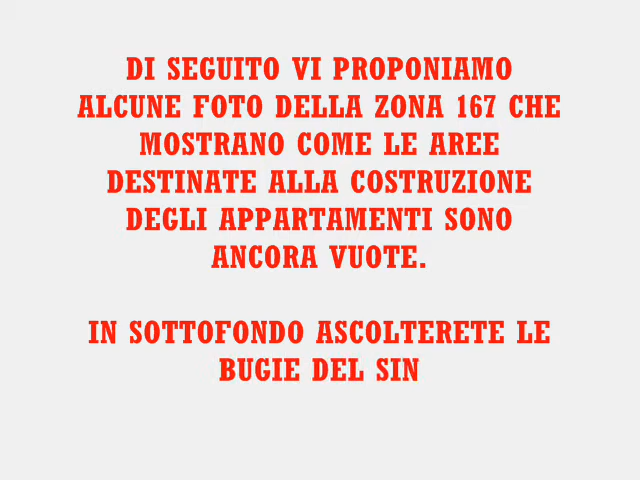 DI SEGUITO VI PROPONIAMO
ALCUNE FOTO DELLA ZONA 167 CHE
MOSTRANO COME LE AREE
DESTINATE ALLA COSTRUZIONE
DEGLI APPARTAMENTI SONO
ANCORA VUOTE.
IN SOTTOFONDO ASCOLTERETE LE
BUGIE DEL SIN